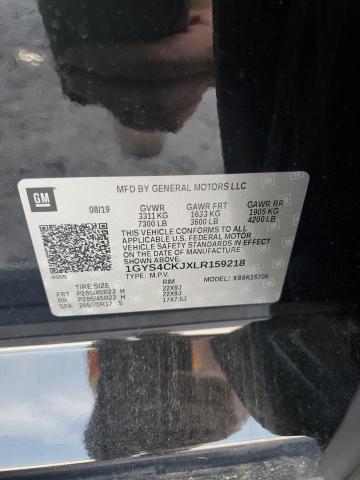 GM
MFD BY GENERAL MOTORS LLC
08/19 GVWR GAWR FRT GAWR RR
3311 KG 1633 KG 1905 KG
7300 LB 3600 LB 4200 LB
THIS VEHICLE CONFORMS TO ALL APPLICABLE U.S. FEDERAL MOTOR VEHICLE SAFETY STANDARDS IN EFFECT ON THE DATE OF MANUFACTURE SHOWN ABOVE.
1GYS4CKJXLR159218
TYPE: M.P.V. MODEL: X86K15706
TIRE SIZE RIM
FRT P285/45R22 H 22X9J
RR P285/45R22 H 22X9J
SPA 265/70R17 S 17X7.5J